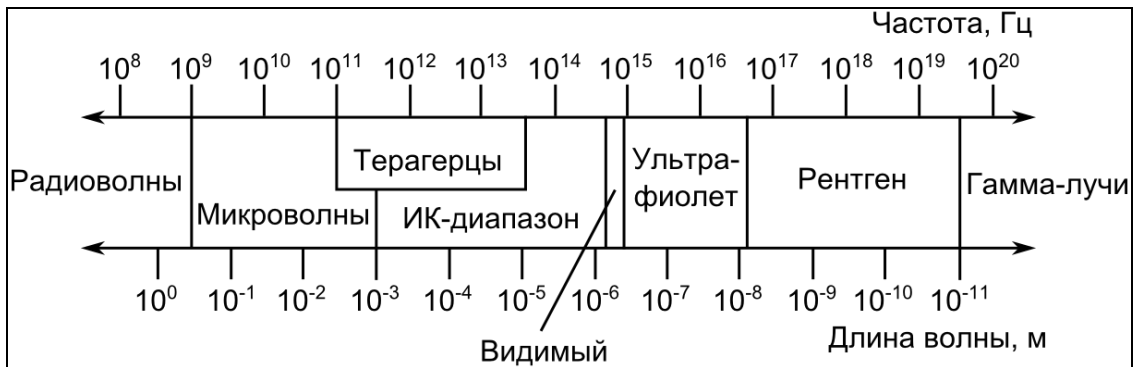 Частота, Гц
10⁸ 10⁹ 10¹⁰ 10¹¹ 10¹² 10¹³ 10¹⁴ 10¹⁵ 10¹⁶ 10¹⁷ 10¹⁸ 10¹⁹ 10²⁰
Радиоволны
Микроволны
Терагерцы
ИК-диапазон
Ультра-
фиолет
Рентген
Гамма-лучи
10⁰ 10⁻¹ 10⁻² 10⁻³ 10⁻⁴ 10⁻⁵ 10⁻⁶ 10⁻⁷ 10⁻⁸ 10⁻⁹ 10⁻¹⁰ 10⁻¹¹
Видимый
Длина волны, м